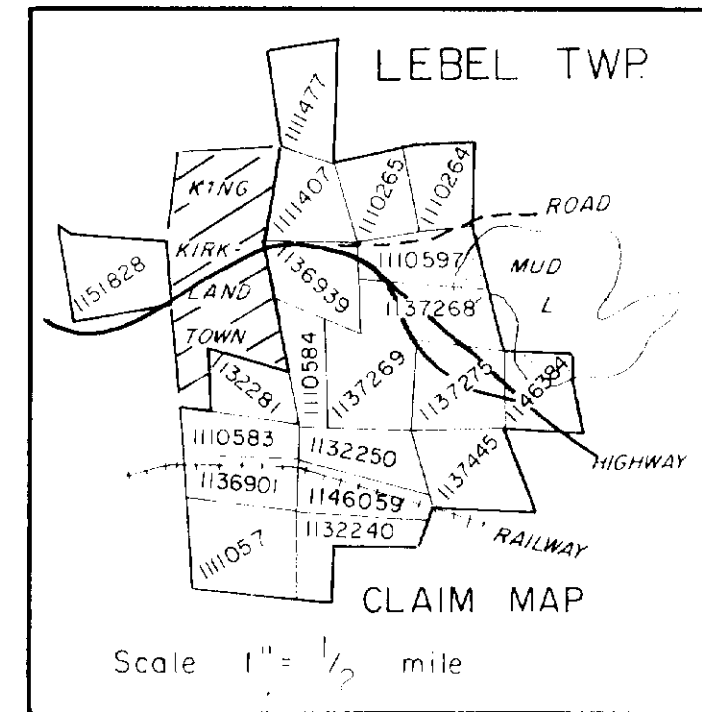 LEBEL TWP.
1111477
KING
1111407
1110265
1110264
ROAD
KIRK-
1151828
1136939
1110597
MUD
L
LAND
1137268
TOWN
1132281
1110584
1137269
1137275
1146384
1110583
1132250
1137445
HIGHWAY
1136901
1146059
RAILWAY
1132240
1111057
CLAIM MAP
Scale 1" = 1/2 mile